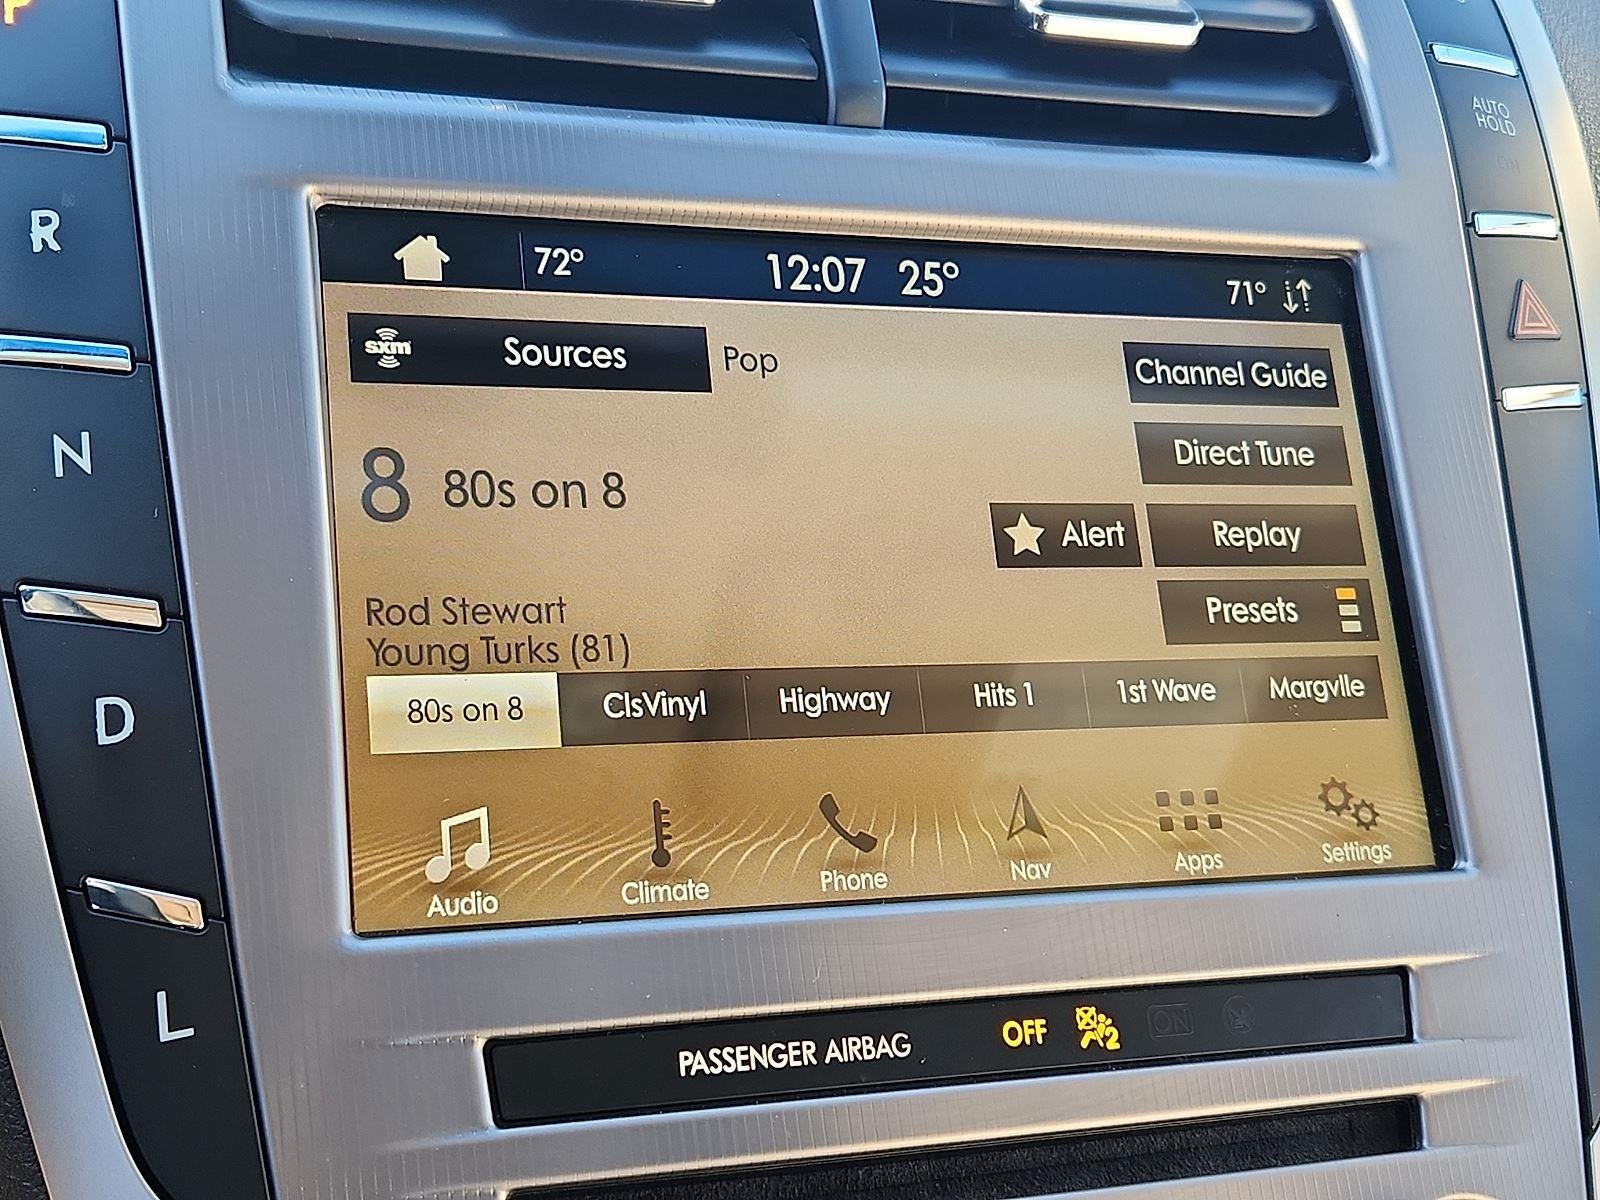 P
R
N
D
L
AUTO
HOLD
ON
72° 12:07 25° 71°
sxm Sources Pop Channel Guide
Direct Tune
8 80s on 8
Alert Replay
Presets
Rod Stewart
Young Turks (81)
80s on 8 ClsVinyl Highway Hits 1 1st Wave Margvlle
Audio Climate Phone Nav Apps Settings
PASSENGER AIRBAG OFF 2 ON